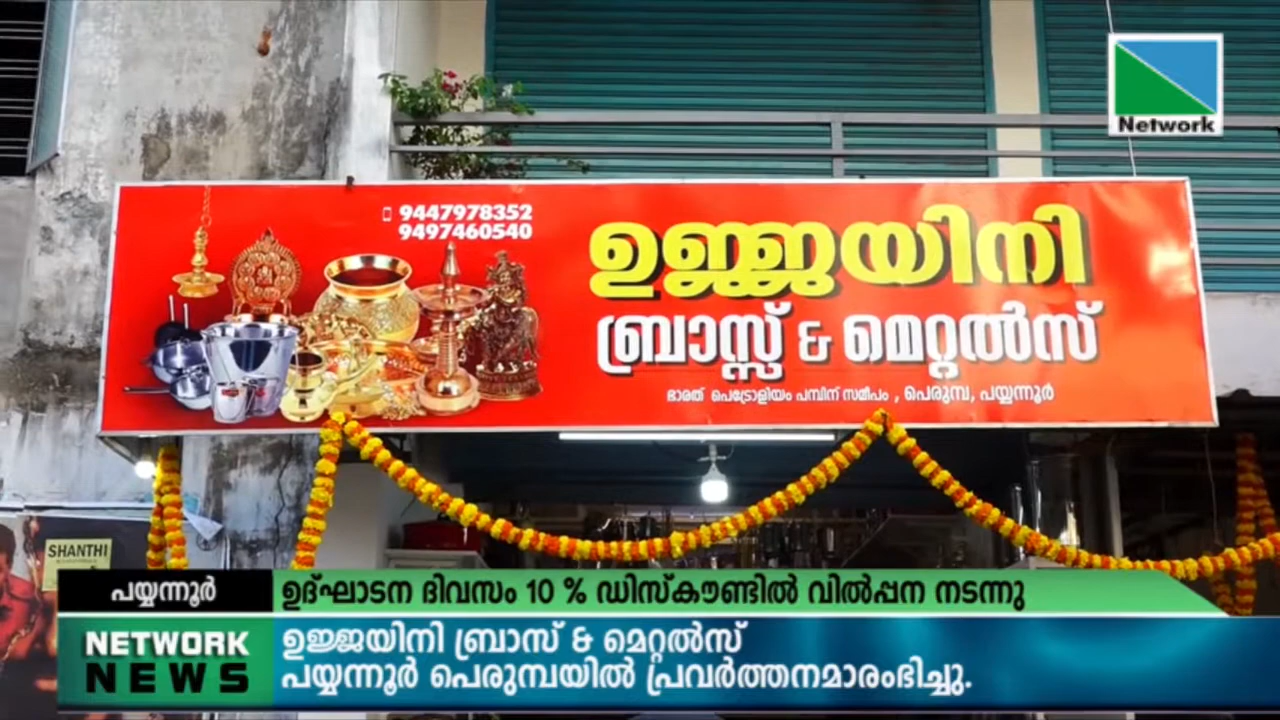 Network
9447978352
9497460540
ഉജ്ജയിനി
ബ്രാസ്സ് & മെറ്റൽസ്
ഭാരത് പെട്രോളിയം പമ്പിന് സമീപം , പെരുമ്പ, പയ്യന്നൂർ
SHANTHI
പയ്യന്നൂർ
ഉദ്ഘാടന ദിവസം 10 % ഡിസ്കൗണ്ടിൽ വിൽപ്പന നടന്നു
NETWORK
NEWS
ഉജ്ജയിനി ബ്രാസ് & മെറ്റൽസ്
പയ്യന്നൂർ പെരുമ്പയിൽ പ്രവർത്തനമാരംഭിച്ചു.